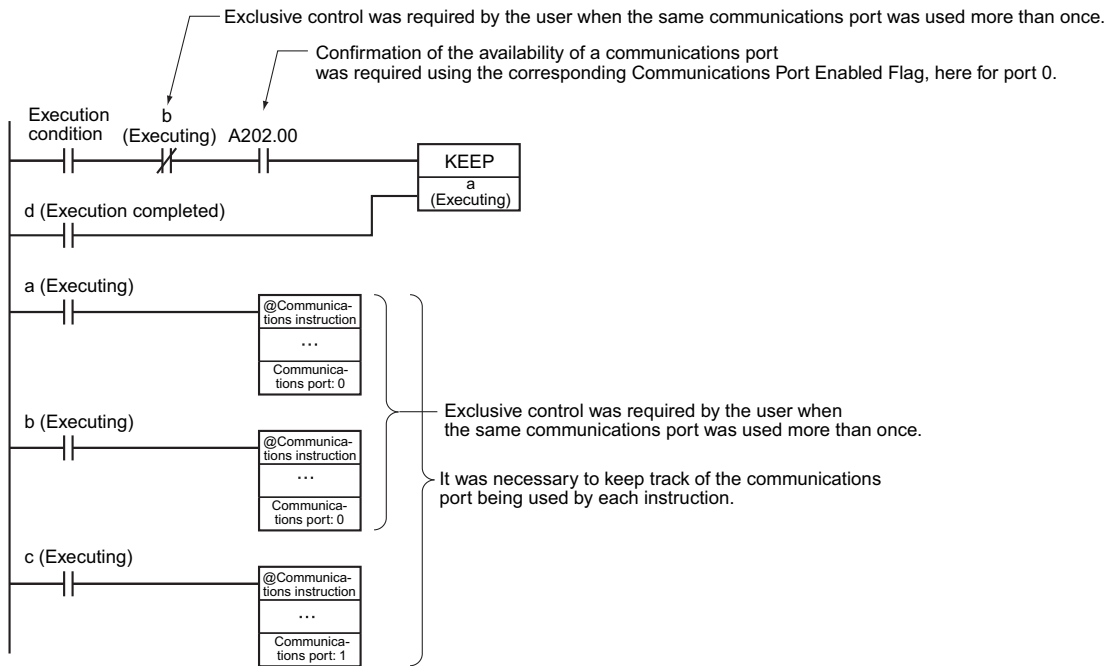 Exclusive control was required by the user when the same communications port was used more than once.
Confirmation of the availability of a communications port
was required using the corresponding Communications Port Enabled Flag, here for port 0.
Execution
condition
b
(Executing)
A202.00
KEEP
a
(Executing)
d (Execution completed)
a (Executing)
@Communica-
tions instruction
...
Communica-
tions port: 0
Exclusive control was required by the user when
the same communications port was used more than once.
b (Executing)
@Communica-
tions instruction
...
Communica-
tions port: 0
It was necessary to keep track of the communications
port being used by each instruction.
c (Executing)
@Communica-
tions instruction
...
Communica-
tions port: 1